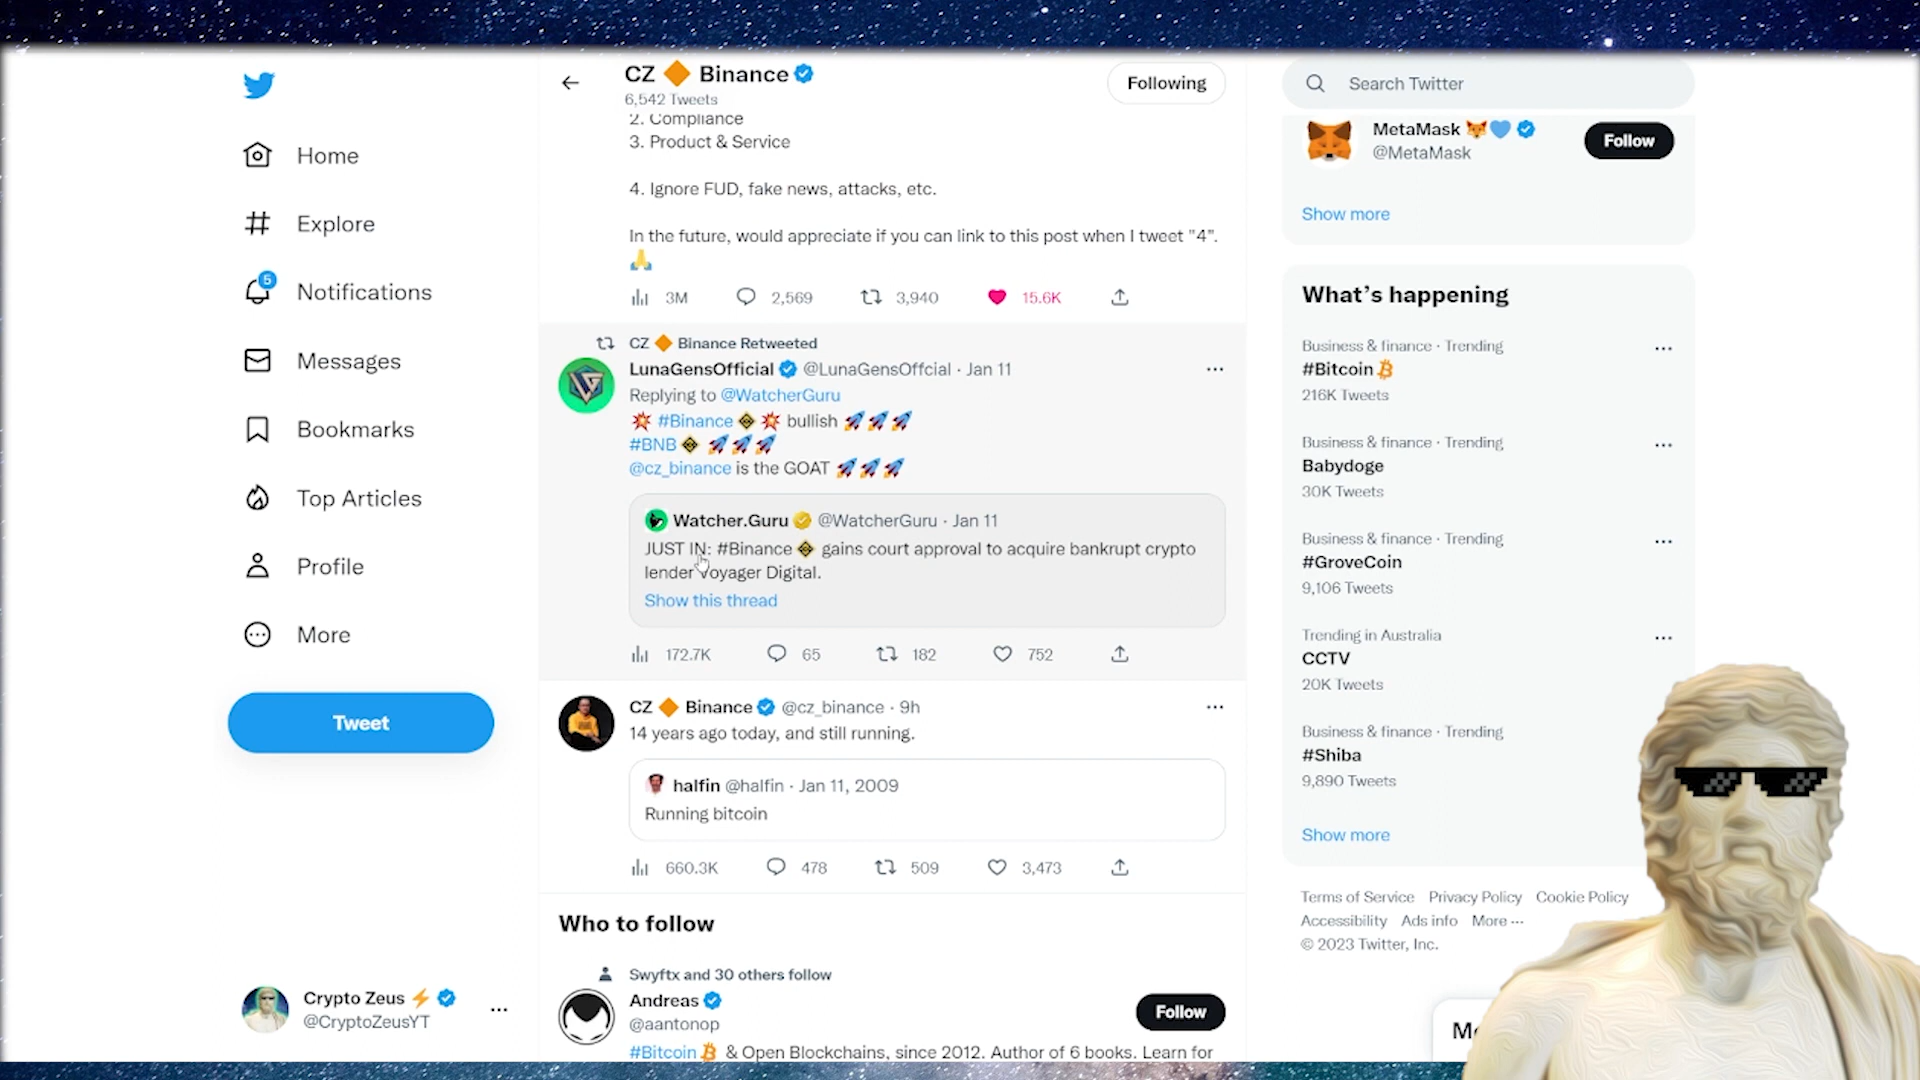 CZ 🔶 Binance
6,542 Tweets
Following
2. Compliance
3. Product & Service
4. Ignore FUD, fake news, attacks, etc.
In the future, would appreciate if you can link to this post when I tweet "4".
🙏
3M 2,569 3,940 15.6K
CZ 🔶 Binance Retweeted
LunaGensOfficial @LunaGensOffcial · Jan 11
Replying to @WatcherGuru
💥 #Binance 💥 bullish 🚀🚀🚀
#BNB 🚀🚀🚀
@cz_binance is the GOAT 🚀🚀🚀
Watcher.Guru @WatcherGuru · Jan 11
JUST IN: #Binance gains court approval to acquire bankrupt crypto
lender Voyager Digital.
Show this thread
172.7K 65 182 752
CZ 🔶 Binance @cz_binance · 9h
14 years ago today, and still running.
halfin @halfin · Jan 11, 2009
Running bitcoin
660.3K 478 509 3,473
Who to follow
Swyftx and 30 others follow
Andreas
@aantonop
Follow
#Bitcoin & Open Blockchains, since 2012. Author of 6 books. Learn for
Home
Explore
5
Notifications
Messages
Bookmarks
Top Articles
Profile
More
Tweet
Crypto Zeus ⚡
@CryptoZeusYT
Search Twitter
MetaMask 🦊💙
@MetaMask
Follow
Show more
What's happening
Business & finance · Trending
#Bitcoin
216K Tweets
Business & finance · Trending
Babydoge
30K Tweets
Business & finance · Trending
#GroveCoin
9,106 Tweets
Trending in Australia
CCTV
20K Tweets
Business & finance · Trending
#Shiba
9,890 Tweets
Show more
Terms of Service Privacy Policy Cookie Policy
Accessibility Ads info More ···
© 2023 Twitter, Inc.